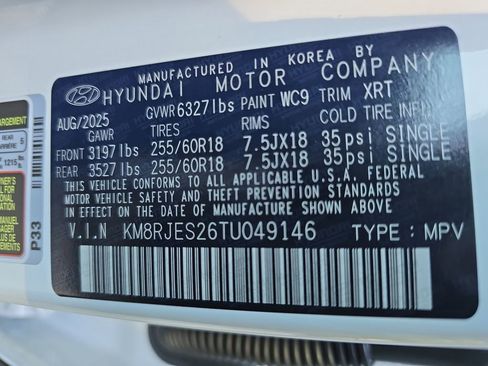 MANUFACTURED IN KOREA BY
HYUNDAI MOTOR COMPANY
AUG/2025 GVWR 6327lbs PAINT WC9 TRIM XRT
GAWR TIRES RIMS COLD TIRE INFL
FRONT 3197lbs 255/60R18 7.5JX18 35psi SINGLE
REAR 3527lbs 255/60R18 7.5JX18 35psi SINGLE
THIS VEHICLE CONFORMS TO ALL APPLICABLE U.S.A. FEDERAL
MOTOR VEHICLE SAFETY AND THEFT PREVENTION STANDARDS
IN EFFECT ON THE DATE OF MANUFACTURE SHOWN ABOVE.
V.I.N KM8RJES26TU049146 TYPE : MPV
REAR
P33